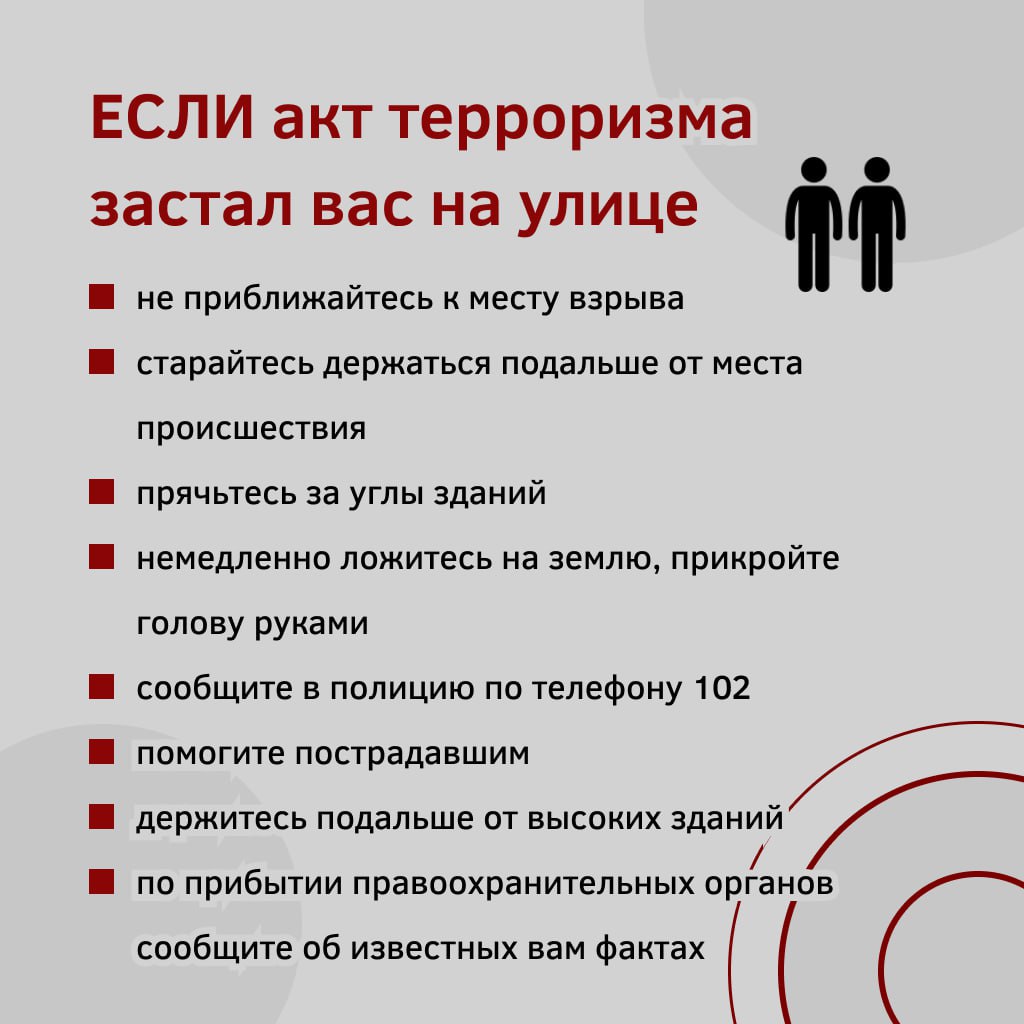 ЕСЛИ акт терроризма
застал вас на улице
не приближайтесь к месту взрыва
старайтесь держаться подальше от места
происшествия
прячьтесь за углы зданий
немедленно ложитесь на землю, прикройте
голову руками
сообщите в полицию по телефону 102
помогите пострадавшим
держитесь подальше от высоких зданий
по прибытии правоохранительных органов
сообщите об известных вам фактах